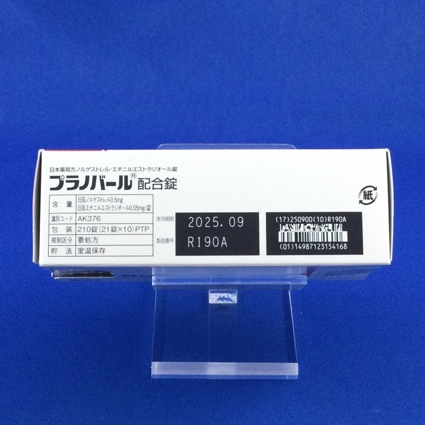 日本薬局方ノルゲストレル・エチニルエストラジオール錠
プラノバール®配合錠
含 量 日局ノルゲストレル0.5mg
日局エチニルエストラジオール0.05mg/錠
識別コード AK376
包 装 210錠(21錠×10)PTP
規制区分 要処方
貯 法 室温保存
使用期限 2025.09
製造番号 R190A
(17)250900(10)R190A
(01)14987123154168
紙